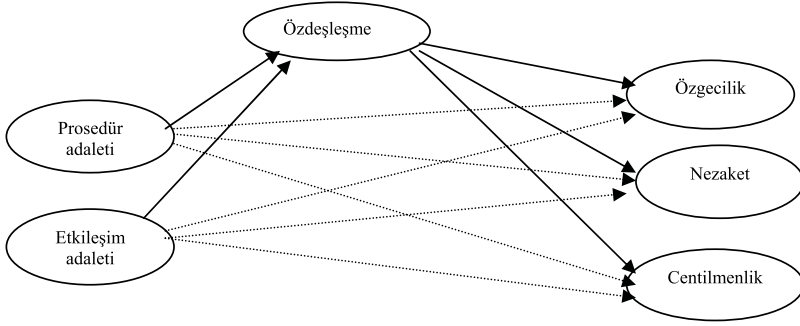 Özdeşleşme
Özgecilik
Prosedür
adaleti
Nezaket
Etkileşim
adaleti
Centilmenlik